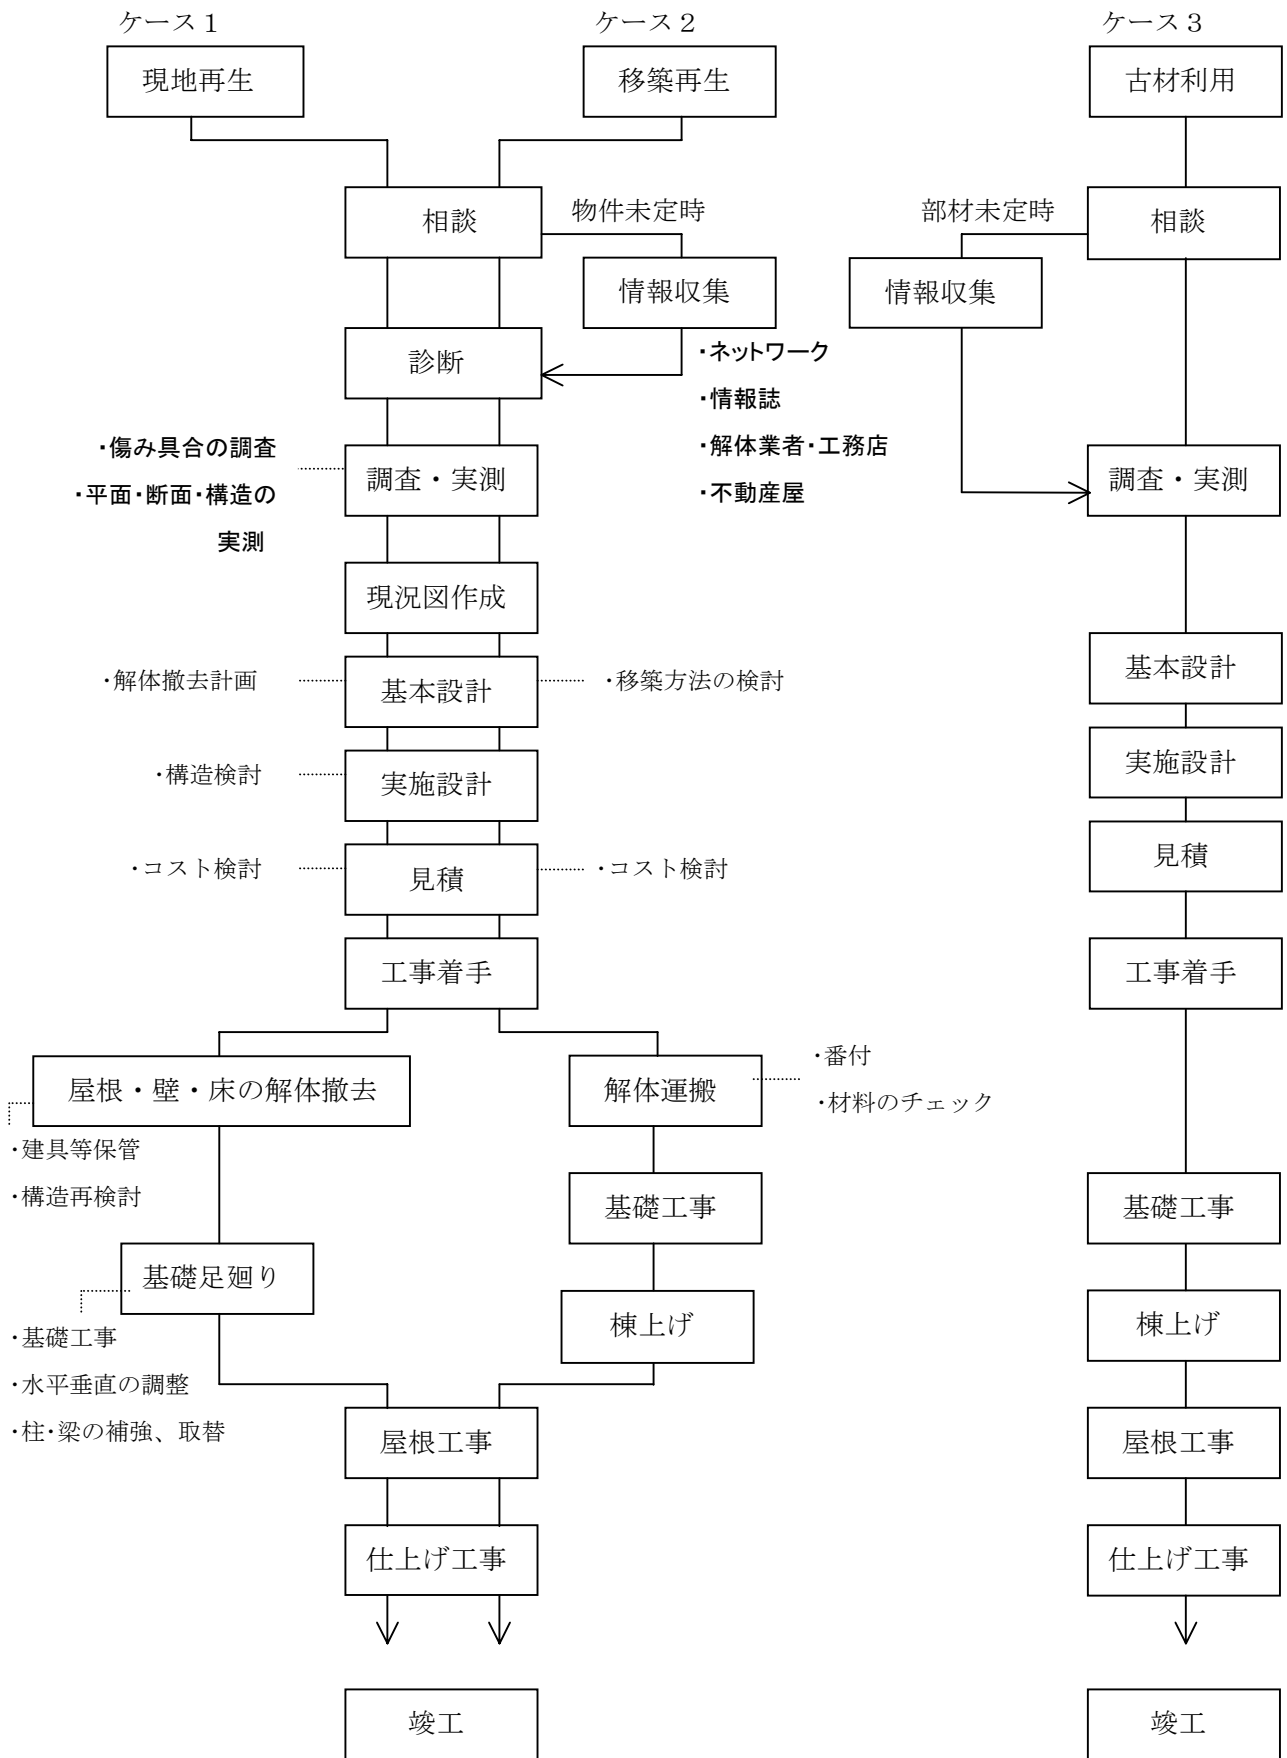 ケース１
ケース２
ケース３
現地再生
移築再生
古材利用
相談
物件未定時
部材未定時
相談
情報収集
情報収集
診断
・ネットワーク
・情報誌
・解体業者・工務店
・不動産屋
・傷み具合の調査
・平面・断面・構造の
実測
調査・実測
調査・実測
現況図作成
・解体撤去計画
基本設計
・移築方法の検討
基本設計
・構造検討
実施設計
実施設計
・コスト検討
見積
・コスト検討
見積
工事着手
工事着手
屋根・壁・床の解体撤去
・建具等保管
・構造再検討
解体運搬
・番付
・材料のチェック
基礎工事
基礎工事
基礎足廻り
・基礎工事
・水平垂直の調整
・柱・梁の補強、取替
棟上げ
棟上げ
屋根工事
屋根工事
仕上げ工事
仕上げ工事
竣工
竣工